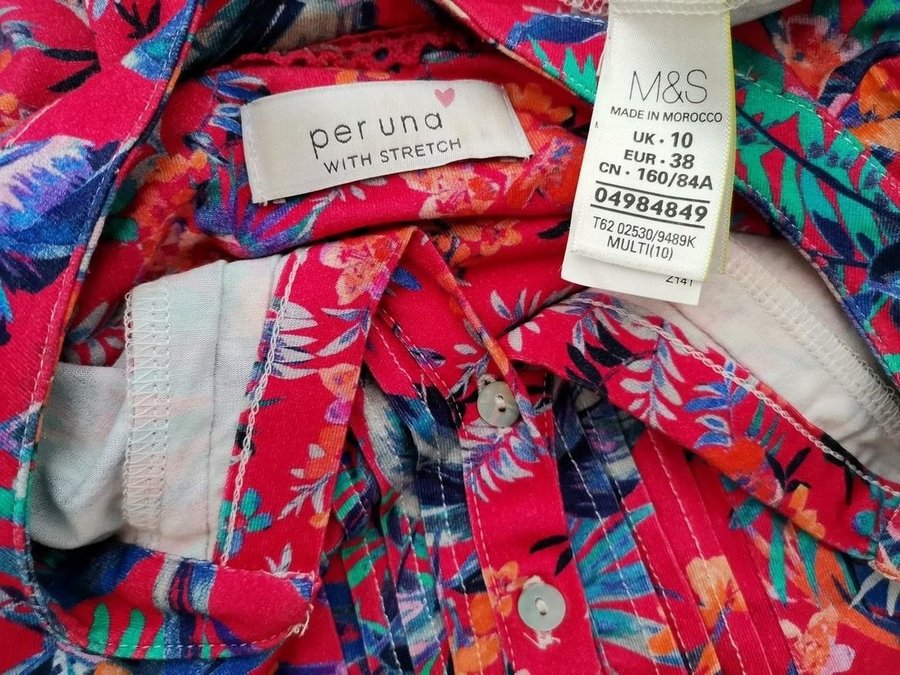 per una
WITH STRETCH
M&S
MADE IN MOROCCO
UK · 10
EUR · 38
CN · 160/84A
04984849
T62 02530/9489K
MULTI(10)
2141